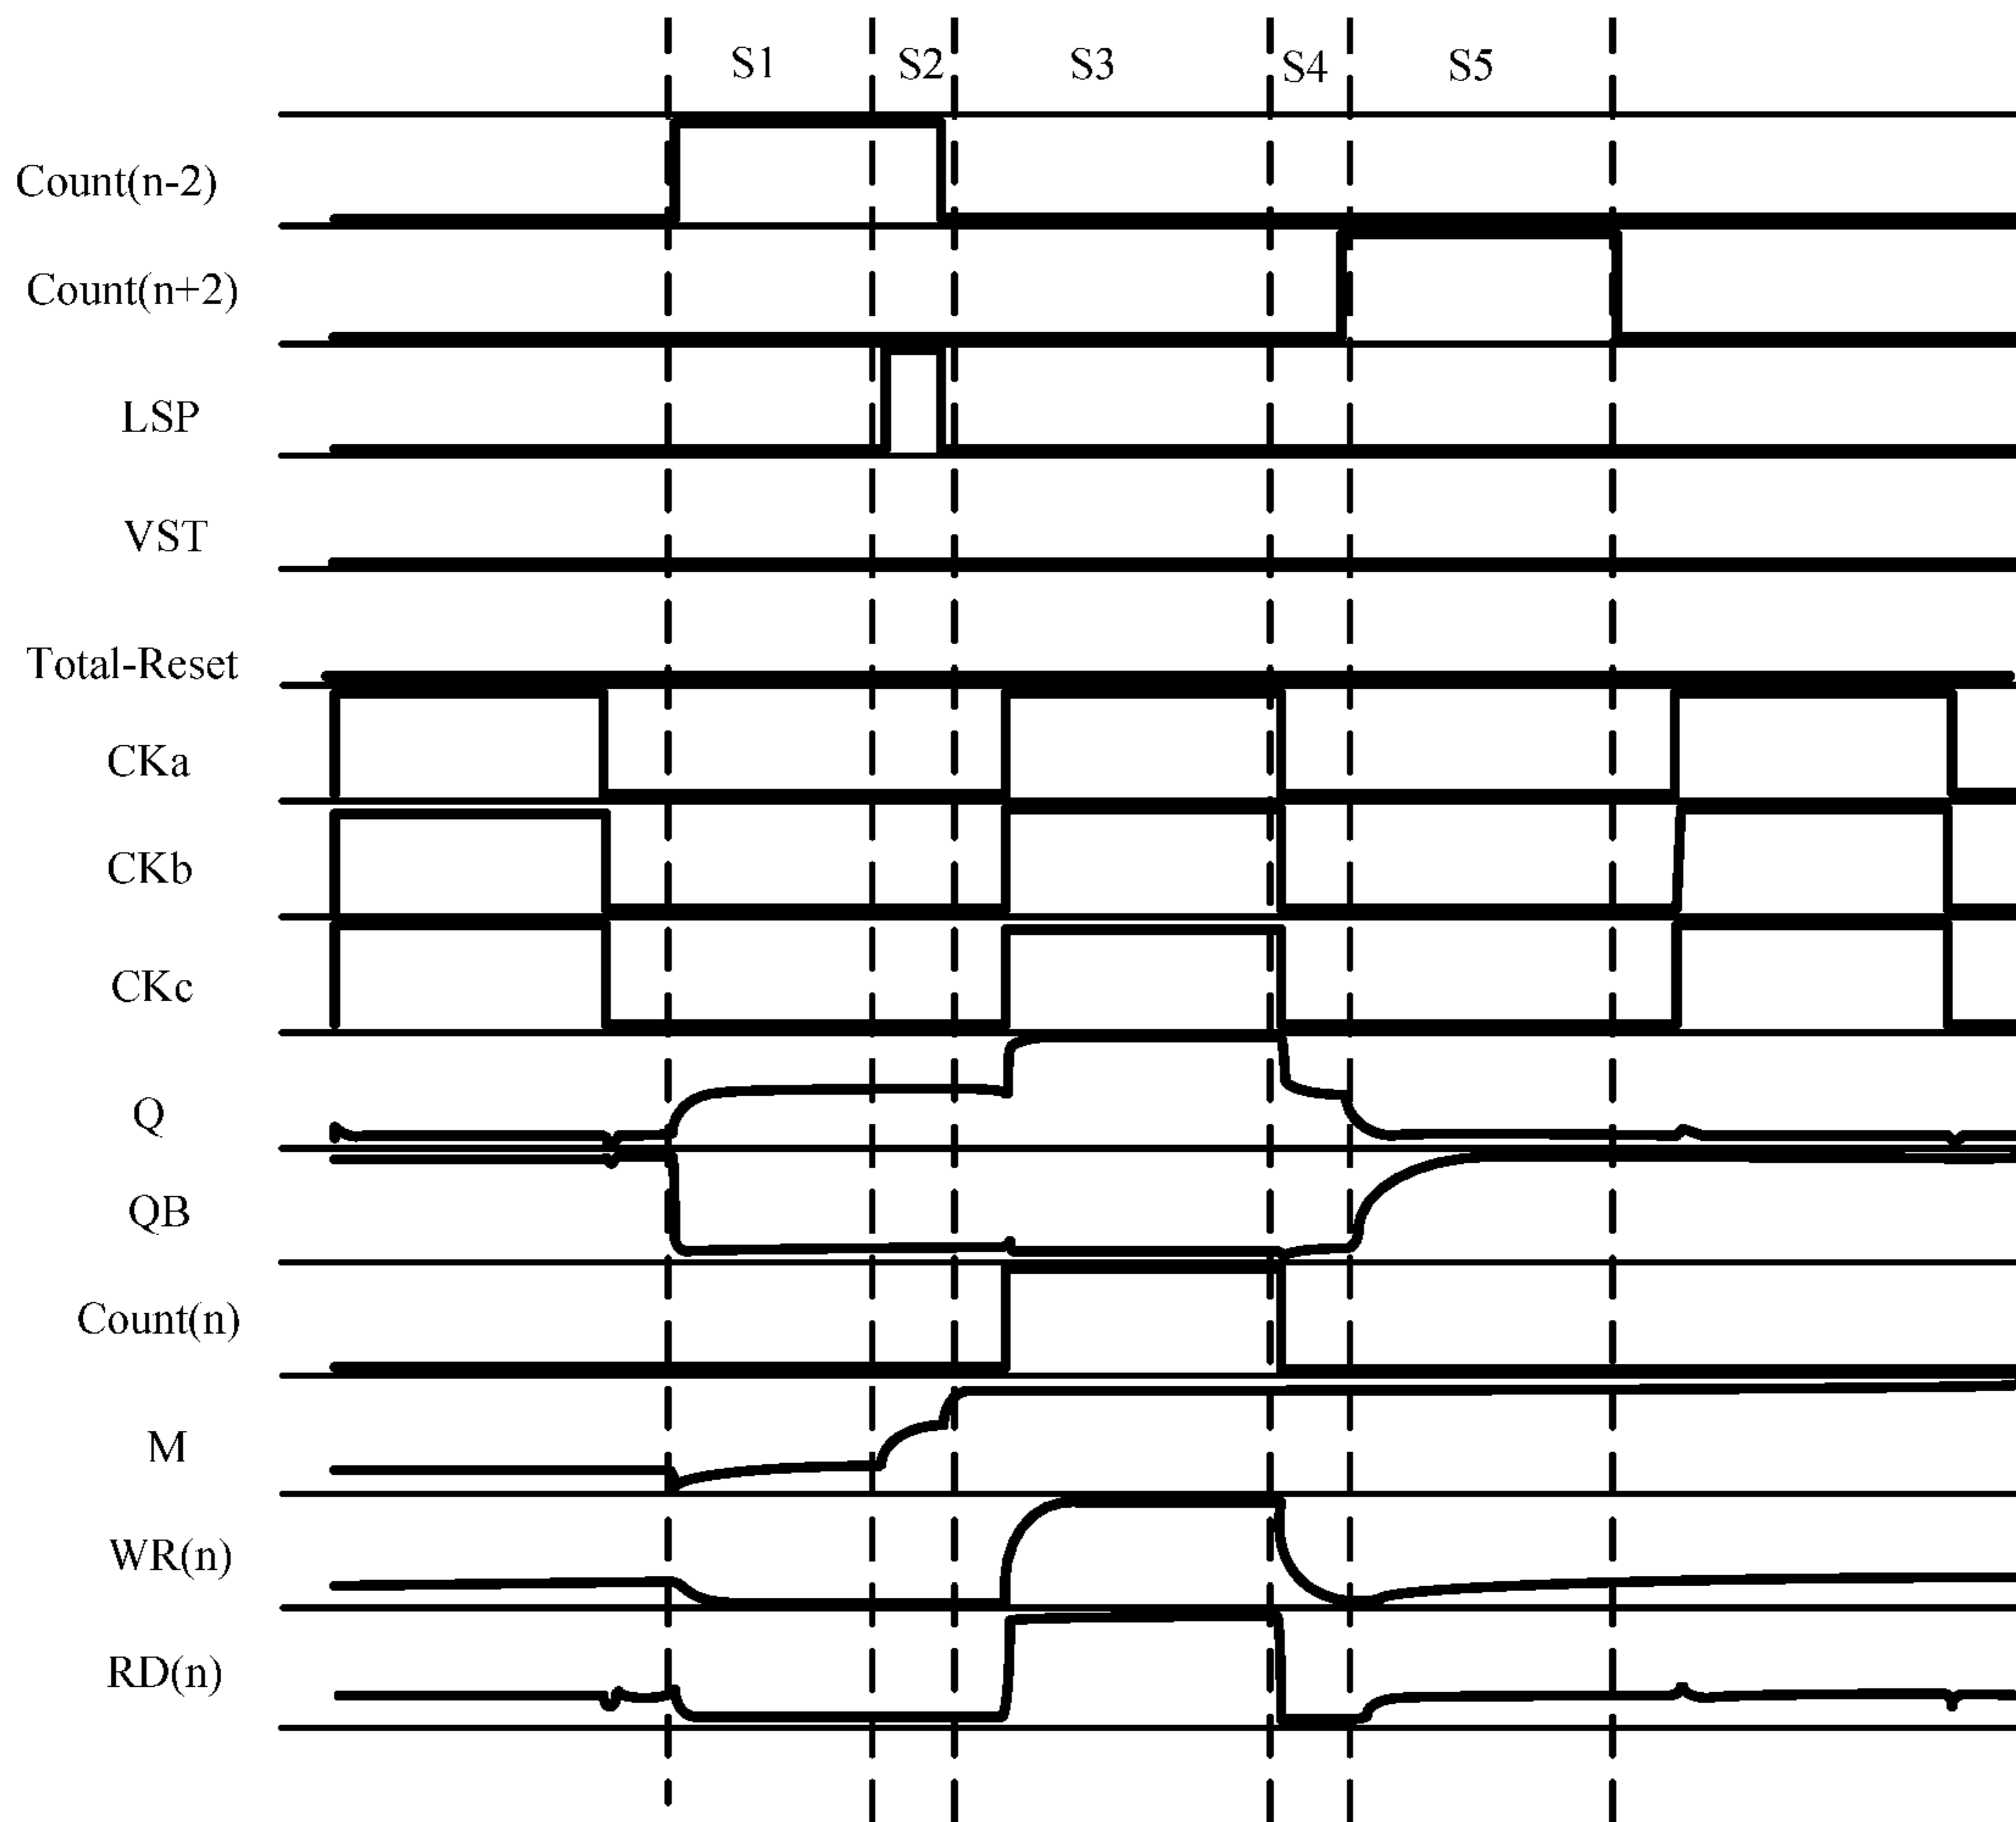 S1 S2 S3 S4 S5
Count(n-2)
Count(n+2)
LSP
VST
Total-Reset
CKa
CKb
CKc
Q
QB
Count(n)
M
WR(n)
RD(n)